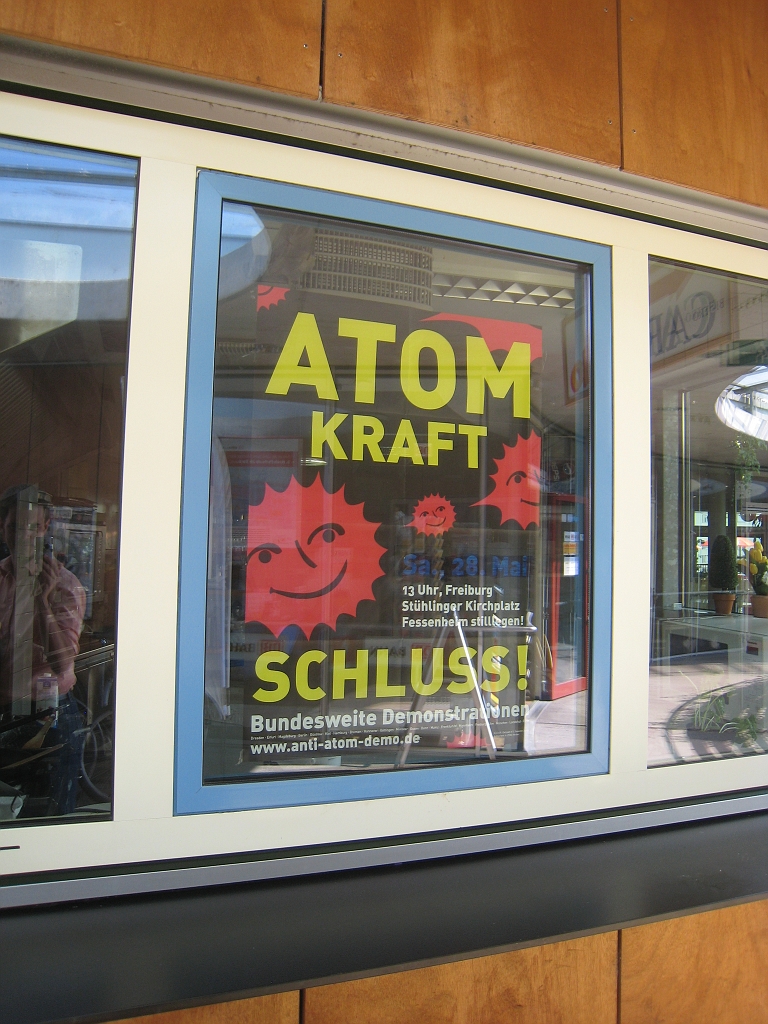 ATOM
KRAFT
Sa., 28. Mai
13 Uhr, Freiburg
Stühlinger Kirchplatz
Fessenheim stilllegen!
SCHLUSS!
Bundesweite Demonstrationen
www.anti-atom-demo.de